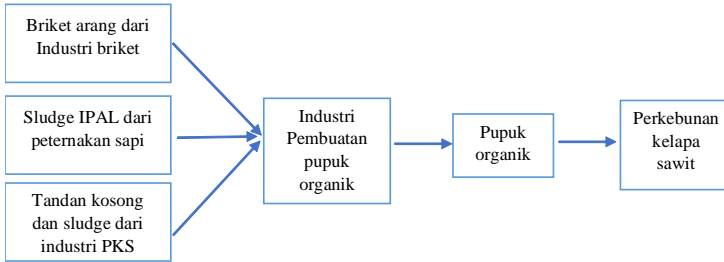 Briket arang dari
Industri briket
Sludge IPAL dari
peternakan sapi
Tandan kosong
dan sludge dari
industri PKS
Industri
Pembuatan
pupuk
organik
Pupuk
organik
Perkebunan
kelapa
sawit